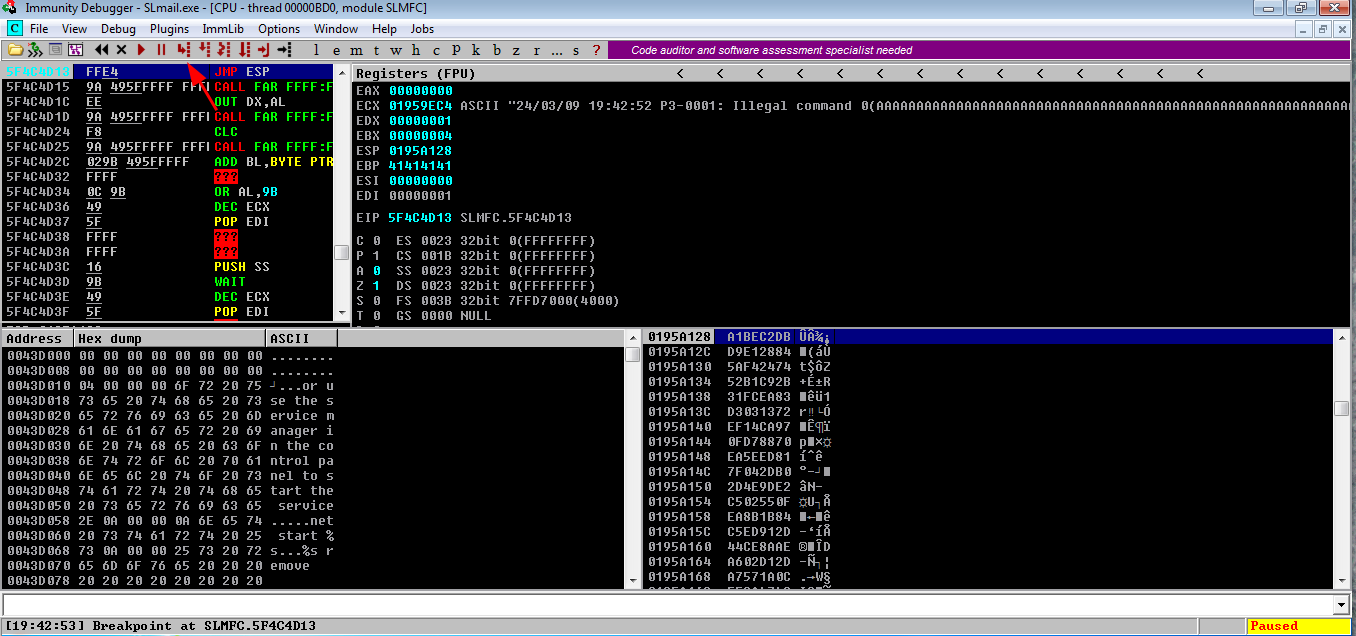 Immunity Debugger - SLmail.exe - [CPU - thread 00000BD0, module SLMFC]
C File View Debug Plugins ImmLib Options Window Help Jobs
l e m t w h c P k b z r ... s ? Code auditor and software assessment specialist needed
5F4C4D13 FFE4 JMP ESP
5F4C4D15 9A 495FFFFF FFFI CALL FAR FFFF:F
5F4C4D1C EE OUT DX,AL
5F4C4D1D 9A 495FFFFF FFFI CALL FAR FFFF:F
5F4C4D24 F8 CLC
5F4C4D25 9A 495FFFFF FFFI CALL FAR FFFF:F
5F4C4D2C 029B 495FFFFF ADD BL,BYTE PTR
5F4C4D32 FFFF ???
5F4C4D34 0C 9B OR AL,9B
5F4C4D36 49 DEC ECX
5F4C4D37 5F POP EDI
5F4C4D38 FFFF ???
5F4C4D3A FFFF ???
5F4C4D3C 16 PUSH SS
5F4C4D3D 9B WAIT
5F4C4D3E 49 DEC ECX
5F4C4D3F 5F POP EDI
Registers (FPU) < < < < < < < < < < < < < <
EAX 00000000
ECX 01959EC4 ASCII "24/03/09 19:42:52 P3-0001: Illegal command 0(AAAAAAAAAAAAAAAAAAAAAAAAAAAAAAAAAAAAAAAAAAAAAAAAAAAAAAAAAAAA
EDX 00000001
EBX 00000004
ESP 0195A128
EBP 41414141
ESI 00000000
EDI 00000001
EIP 5F4C4D13 SLMFC.5F4C4D13
C 0 ES 0023 32bit 0(FFFFFFFF)
P 1 CS 001B 32bit 0(FFFFFFFF)
A 0 SS 0023 32bit 0(FFFFFFFF)
Z 1 DS 0023 32bit 0(FFFFFFFF)
S 0 FS 003B 32bit 7FFD7000(4000)
T 0 GS 0000 NULL
Address Hex dump ASCII
0043D000 00 00 00 00 00 00 00 00 ........
0043D008 00 00 00 00 00 00 00 00 ........
0043D010 04 00 00 00 6F 72 20 75 ┘...or u
0043D018 73 65 20 74 68 65 20 73 se the s
0043D020 65 72 76 69 63 65 20 6D ervice m
0043D028 61 6E 61 67 65 72 20 69 anager i
0043D030 6E 20 74 68 65 20 63 6F n the co
0043D038 6E 74 72 6F 6C 20 70 61 ntrol pa
0043D040 6E 65 6C 20 74 6F 20 73 nel to s
0043D048 74 61 72 74 20 74 68 65 tart the
0043D050 20 73 65 72 76 69 63 65 service
0043D058 2E 0A 00 00 0A 6E 65 74 .....net
0043D060 20 73 74 61 72 74 20 25 start %
0043D068 73 0A 00 00 25 73 20 72 s...%s r
0043D070 65 6D 6F 76 65 20 20 20 emove
0043D078 20 20 20 20 20 20 20 20
0195A128 A1BEC2DB ÛÂ¾¡
0195A12C D9E12884 (áÙ
0195A130 5AF42474 t$ôZ
0195A134 52B1C92B +É±R
0195A138 31FCEA83 êü1
0195A13C D3031372 r‼└Ó
0195A140 EF14CA97 Ê¶ï
0195A144 0FD78870 p×☼
0195A148 EA5EED81 í^ê
0195A14C 7F042DB0 °-┘
0195A150 2D4E9DE2 âN-
0195A154 C502550F ☼U┐Å
0195A158 EA8B1B84 ←ê
0195A15C C5ED912D -‘íÅ
0195A160 44CE8AAE ®ÎD
0195A164 A602D12D -Ñ┐¦
0195A168 A7571A0C .→W§
[19:42:53] Breakpoint at SLMFC.5F4C4D13
Paused